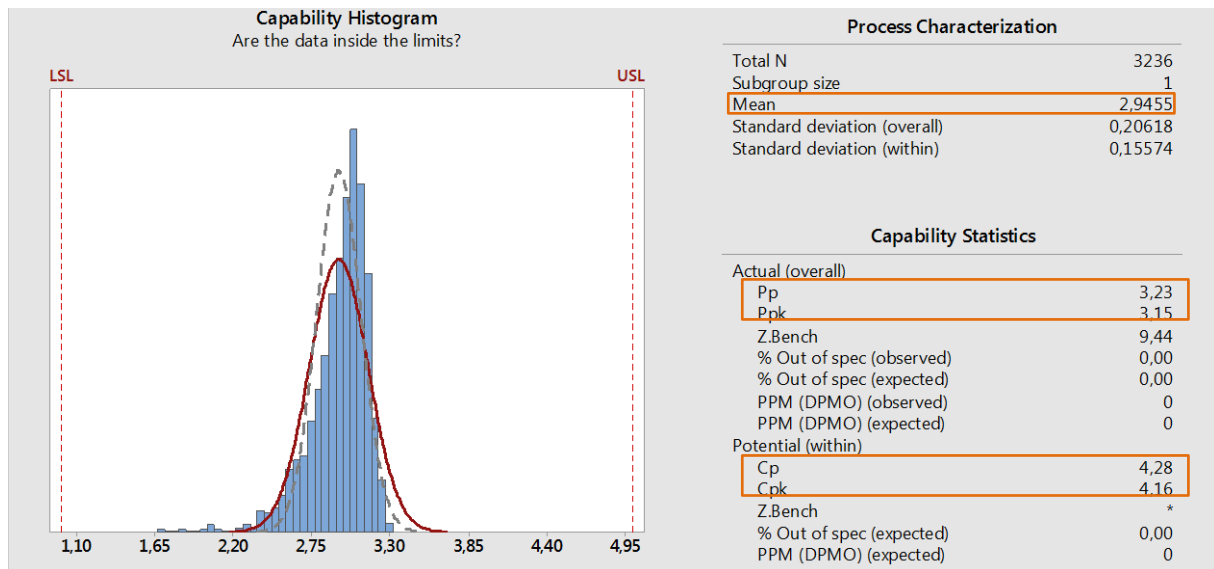 Capability Histogram
Are the data inside the limits?
LSL
USL
1,10
1,65
2,20
2,75
3,30
3,85
4,40
4,95
Process Characterization
Total N 3236
Subgroup size 1
Mean 2,9455
Standard deviation (overall) 0,20618
Standard deviation (within) 0,15574
Capability Statistics
Actual (overall)
Pp 3,23
Ppk 3,15
Z.Bench 9,44
% Out of spec (observed) 0,00
% Out of spec (expected) 0,00
PPM (DPMO) (observed) 0
PPM (DPMO) (expected) 0
Potential (within)
Cp 4,28
Cpk 4,16
Z.Bench *
% Out of spec (expected) 0,00
PPM (DPMO) (expected) 0